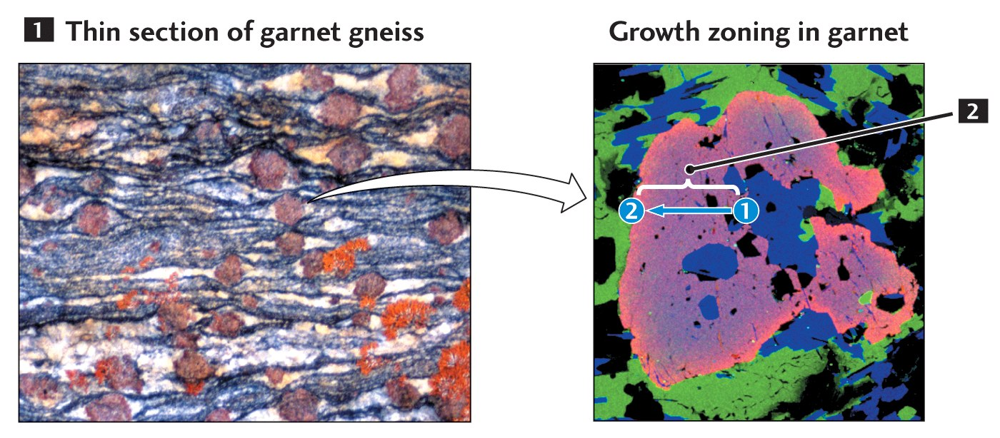 1 Thin section of garnet gneiss
Growth zoning in garnet
2
2 1